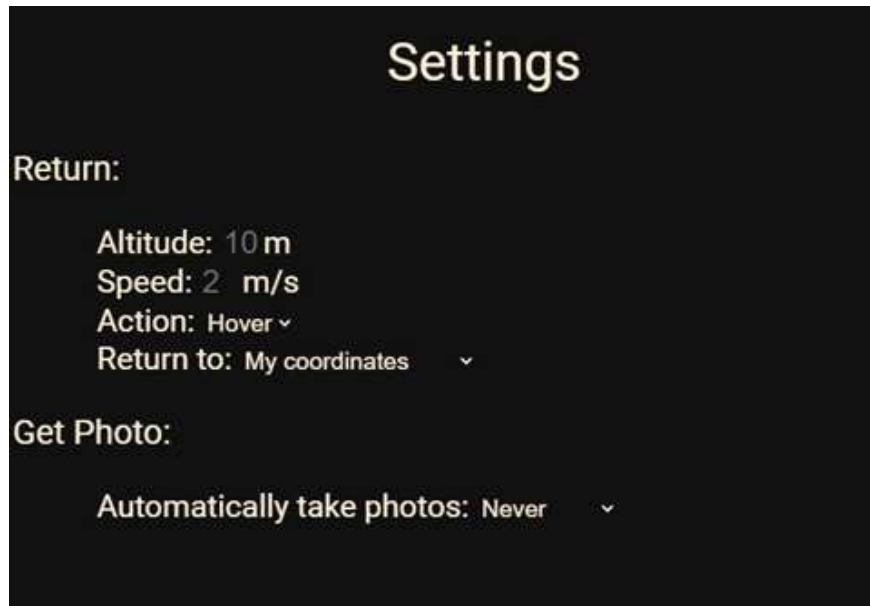 Settings
Return:
Altitude: 10 m
Speed: 2 m/s
Action: Hover
Return to: My coordinates
Get Photo:
Automatically take photos: Never